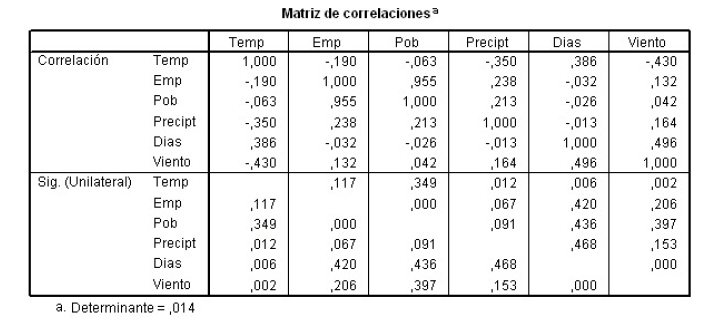 Matriz de correlaciones a
Temp Emp Pob Precipt Dias Viento
Correlación Temp 1,000 -,190 -,063 -,350 ,386 -,430
Emp -,190 1,000 ,955 ,238 -,032 ,132
Pob -,063 ,955 1,000 ,213 -,026 ,042
Precipt -,350 ,238 ,213 1,000 -,013 ,164
Dias ,386 -,032 -,026 -,013 1,000 ,496
Viento -,430 ,132 ,042 ,164 ,496 1,000
Sig. (Unilateral) Temp ,117 ,349 ,012 ,006 ,002
Emp ,117 ,000 ,067 ,420 ,206
Pob ,349 ,000 ,091 ,436 ,397
Precipt ,012 ,067 ,091 ,468 ,153
Dias ,006 ,420 ,436 ,468 ,000
Viento ,002 ,206 ,397 ,153 ,000
a. Determinante = ,014